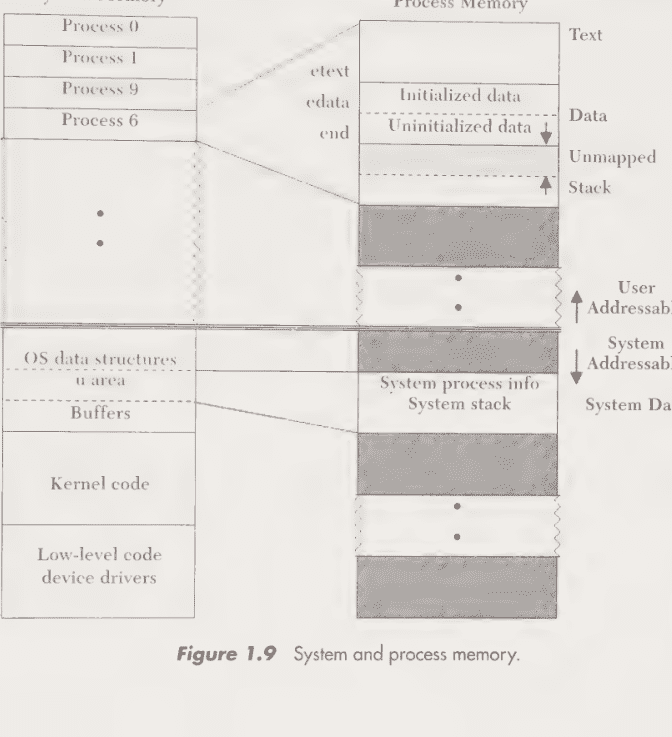 Process Memory
Process 0
Process 1
Process 9
Process 6
etext
edata
end
Initialized data
Uninitialized data
Text
Data
Unmapped
Stack
User
System
OS data structures
u area
Buffers
Kernel code
Low-level code
device drivers
System process info
System stack
System
Figure 1.9 System and process memory.